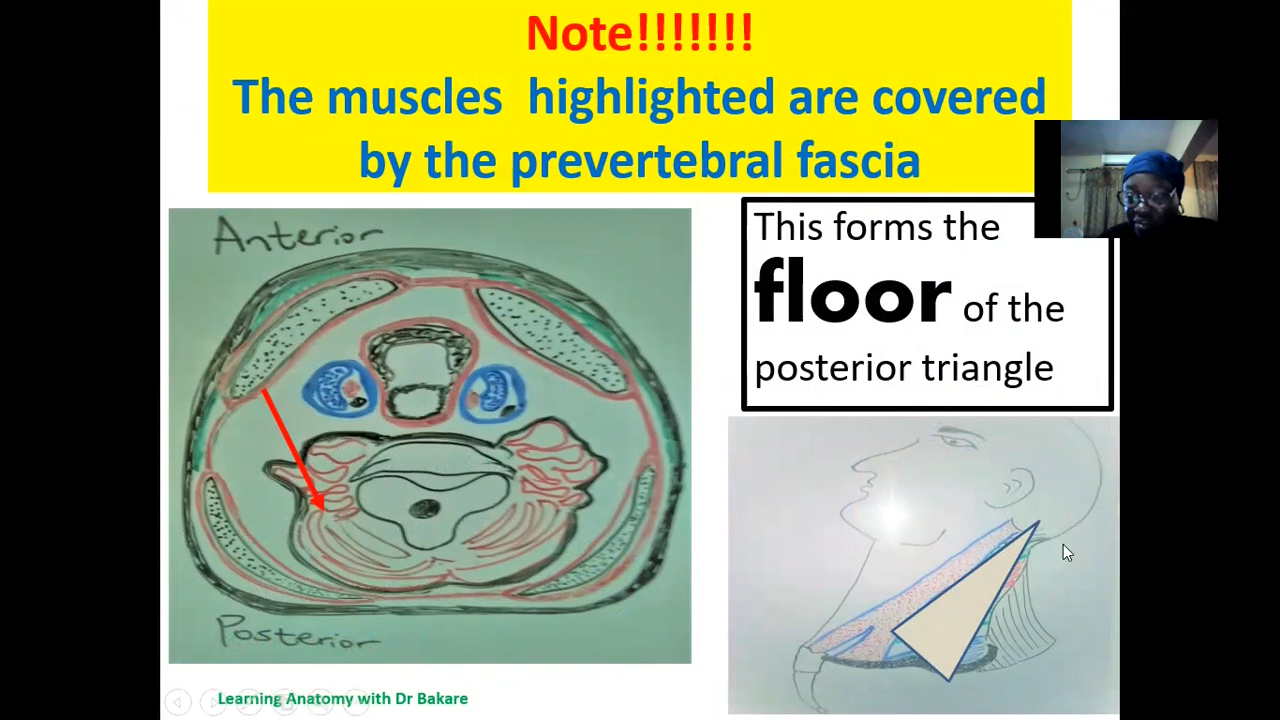 Note!!!!!!!
The muscles highlighted are covered
by the prevertebral fascia
This forms the
floor of the
posterior triangle
Anterior
Posterior
Learning Anatomy with Dr Bakare